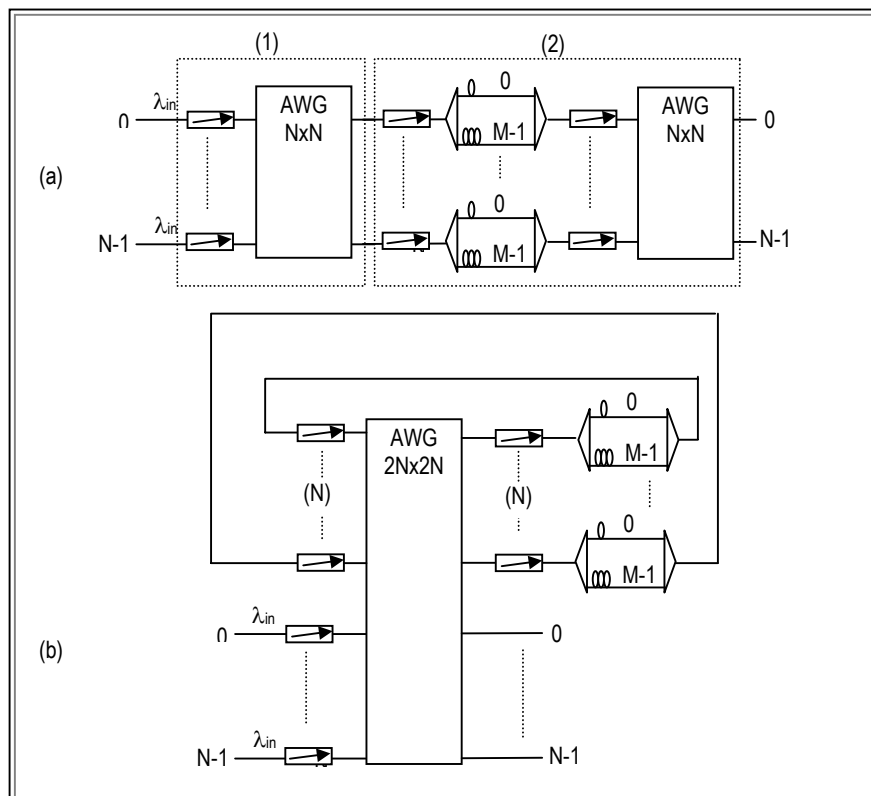 (1) (2)
0 λin AWG NxN 0 M-1 AWG NxN 0
(a)
N-1 λin 0 M-1 N-1
AWG 2Nx2N 0 M-1
(N) (N)
0 M-1
0 λin 0
(b)
N-1 λin N-1